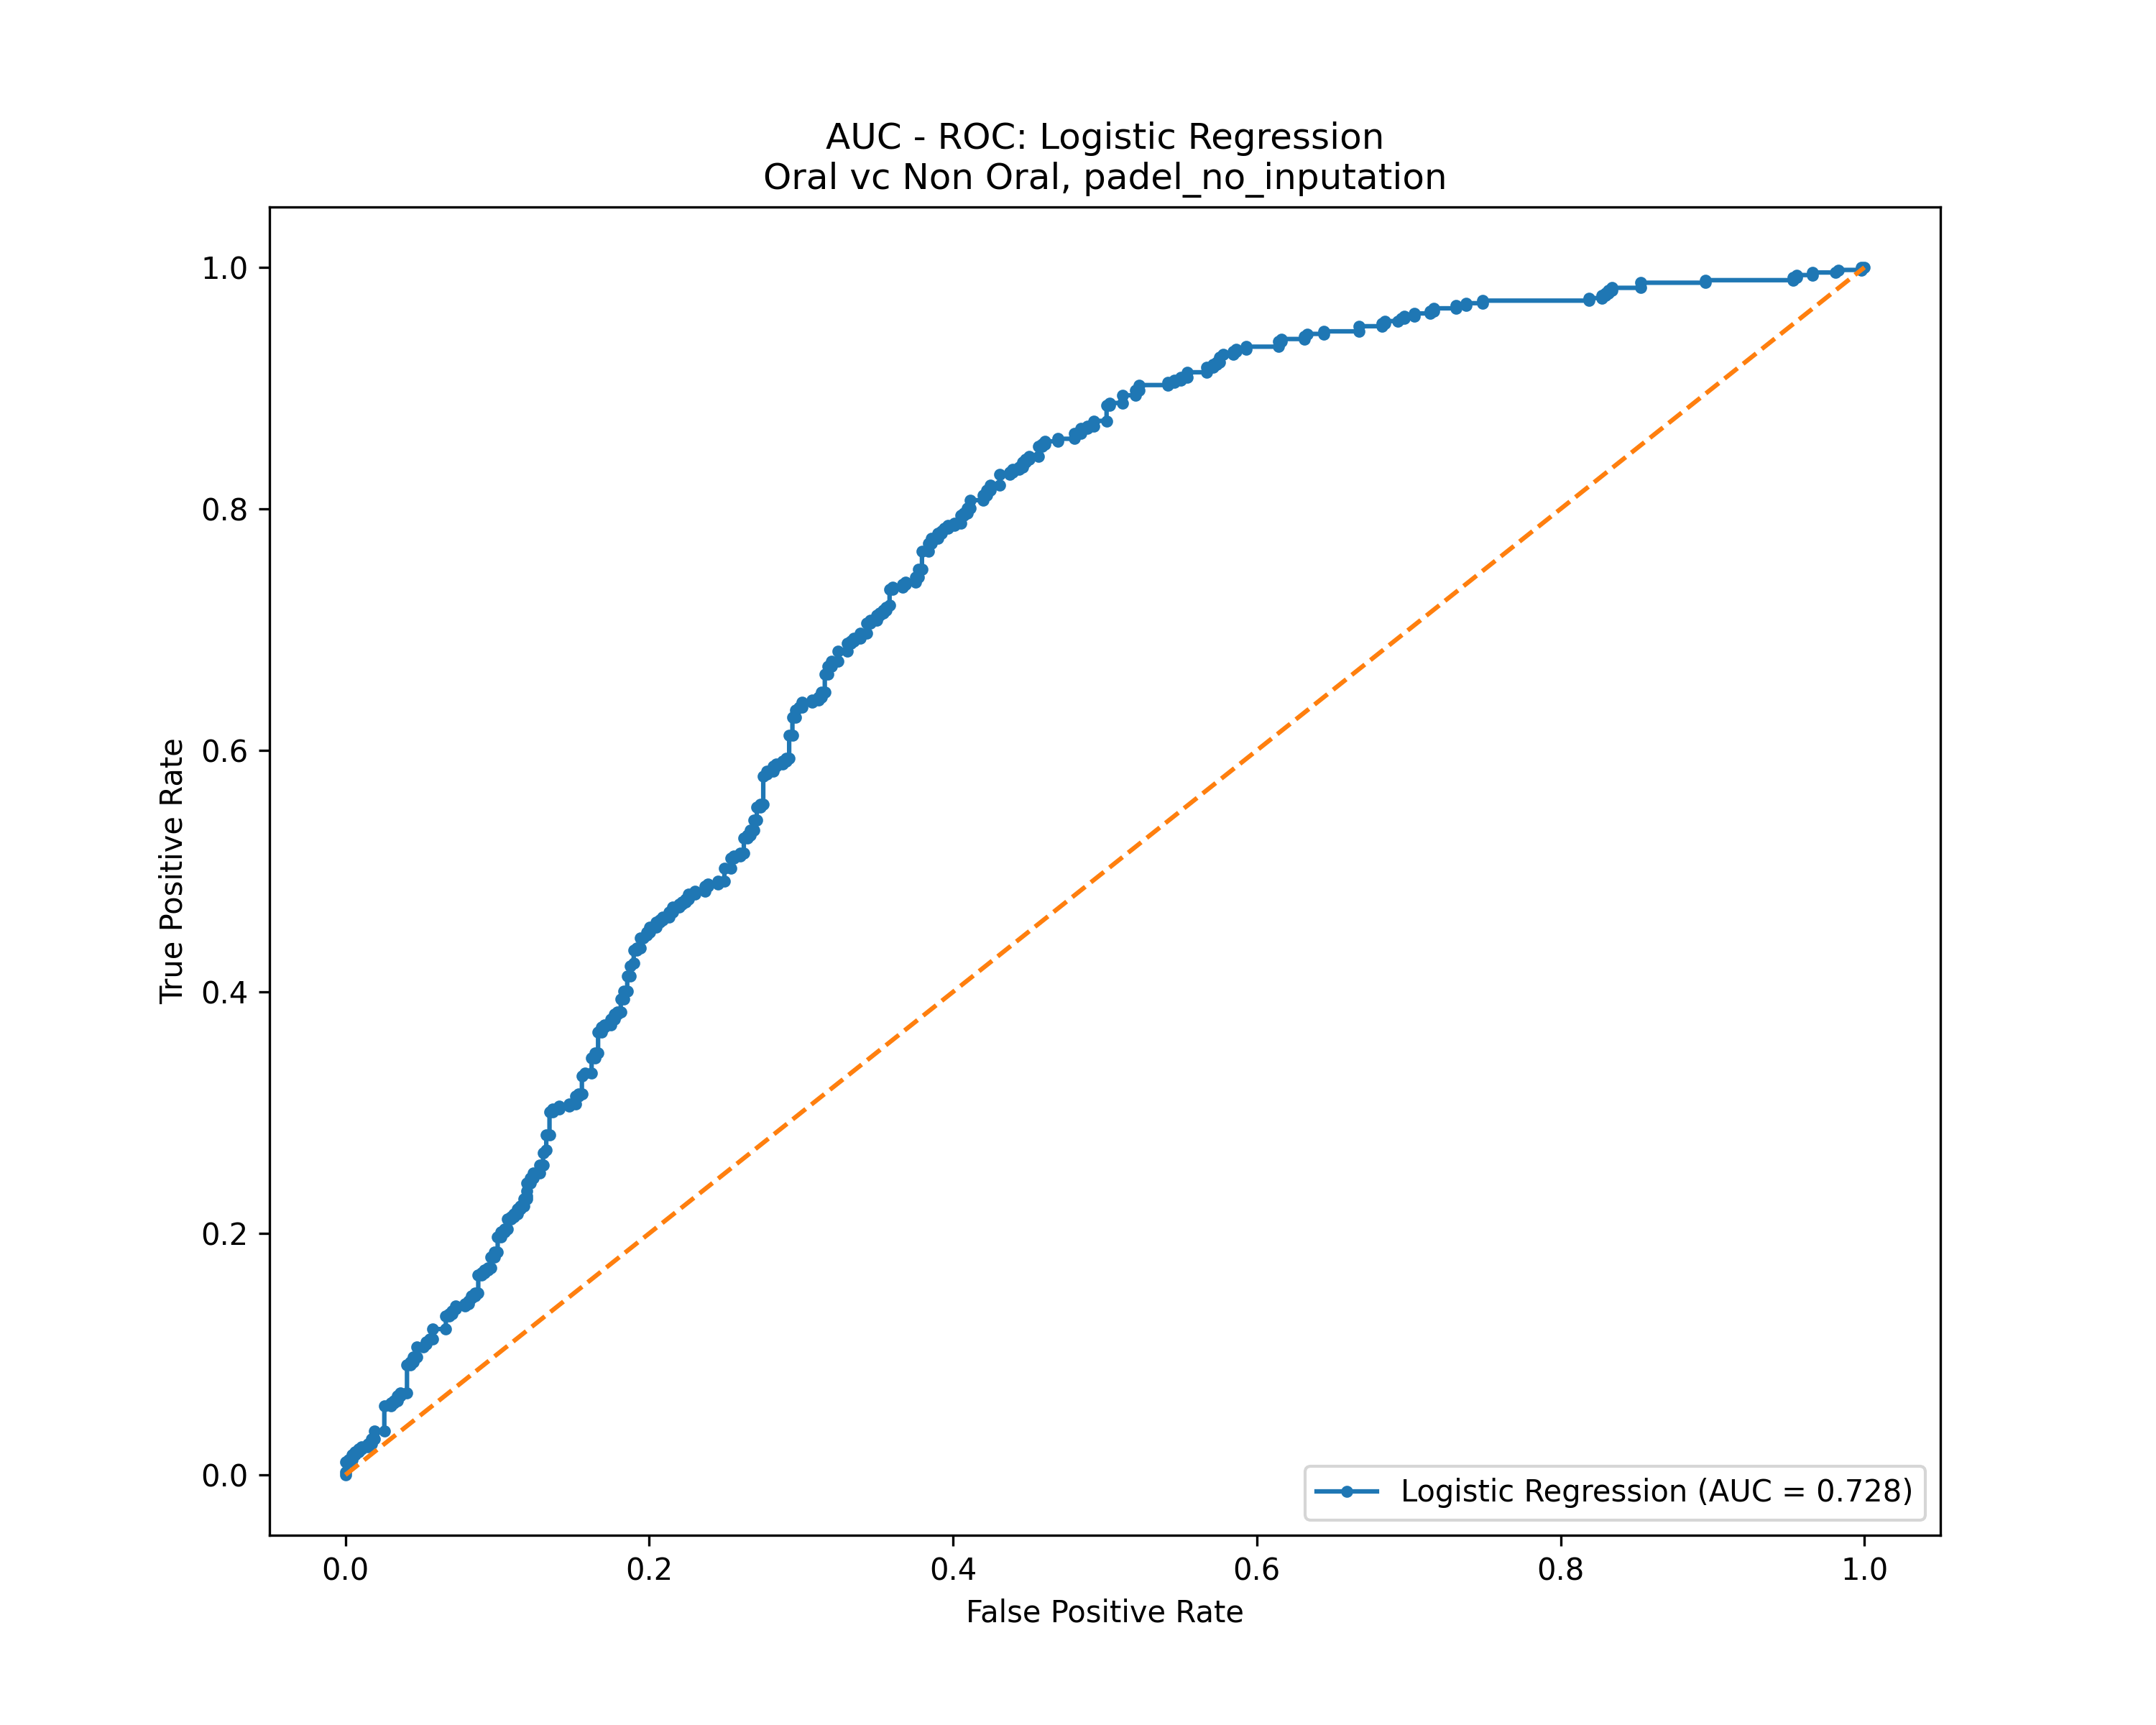 AUC - ROC: Logistic Regression
Oral vc Non Oral, padel_no_inputation
True Positive Rate
1.0
0.8
0.6
0.4
0.2
0.0
Logistic Regression (AUC = 0.728)
0.0 0.2 0.4 0.6 0.8 1.0
False Positive Rate